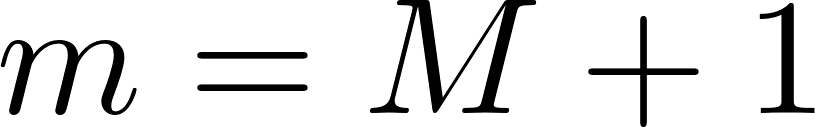 m = M + 1